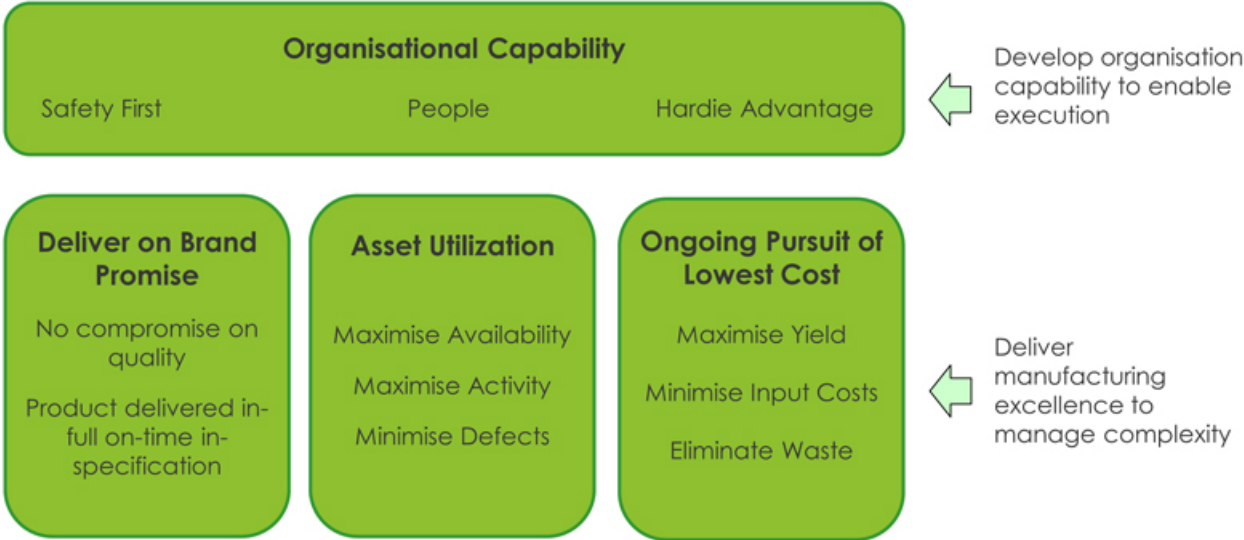 Organisational Capability
Safety First
People
Hardie Advantage
Develop organisation
capability to enable
execution
Deliver on Brand
Promise
No compromise on
quality
Product delivered in-
full on-time in-
specification
Asset Utilization
Maximise Availability
Maximise Activity
Minimise Defects
Ongoing Pursuit of
Lowest Cost
Maximise Yield
Minimise Input Costs
Eliminate Waste
Deliver
manufacturing
excellence to
manage complexity